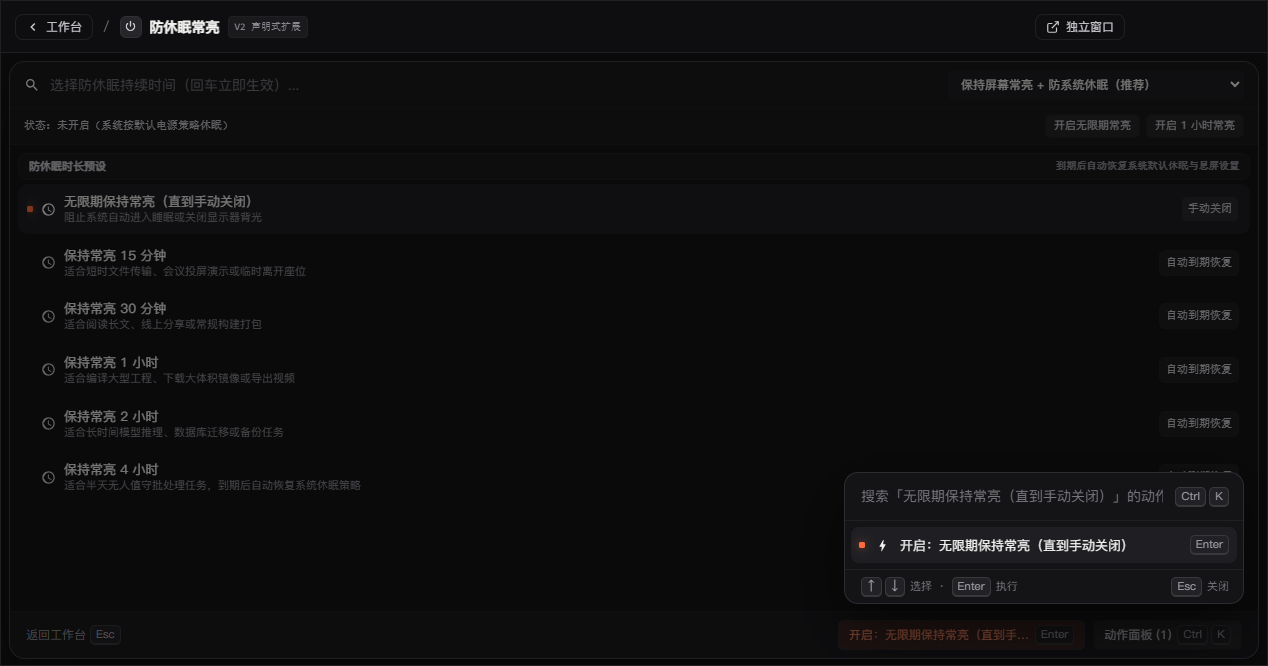 工作台 / 防休眠常亮 V2 声明式扩展 独立窗口
选择防休眠持续时间（回车立即生效）... 保持屏幕常亮 + 防系统休眠（推荐）
状态：未开启（系统按默认电源策略休眠） 开启无限期常亮 开启 1 小时常亮
防休眠时长预设 到期后自动恢复系统默认休眠与息屏设置
无限期保持常亮（直到手动关闭）
阻止系统自动进入睡眠或关闭显示器背光
手动关闭
保持常亮 15 分钟
适合短时文件传输、会议投屏演示或临时离开座位
自动到期恢复
保持常亮 30 分钟
适合阅读长文、线上分享或常规构建打包
自动到期恢复
保持常亮 1 小时
适合编译大型工程、下载大体积镜像或导出视频
自动到期恢复
保持常亮 2 小时
适合长时间模型推理、数据库迁移或备份任务
自动到期恢复
保持常亮 4 小时
适合半天无人值守批处理任务，到期后自动恢复系统休眠策略
搜索「无限期保持常亮（直到手动关闭）」的动作 Ctrl K
开启：无限期保持常亮（直到手动关闭） Enter
↑ ↓ 选择 · Enter 执行 Esc 关闭
返回工作台 Esc 开启：无限期保持常亮（直到手... Enter 动作面板 (1) Ctrl K